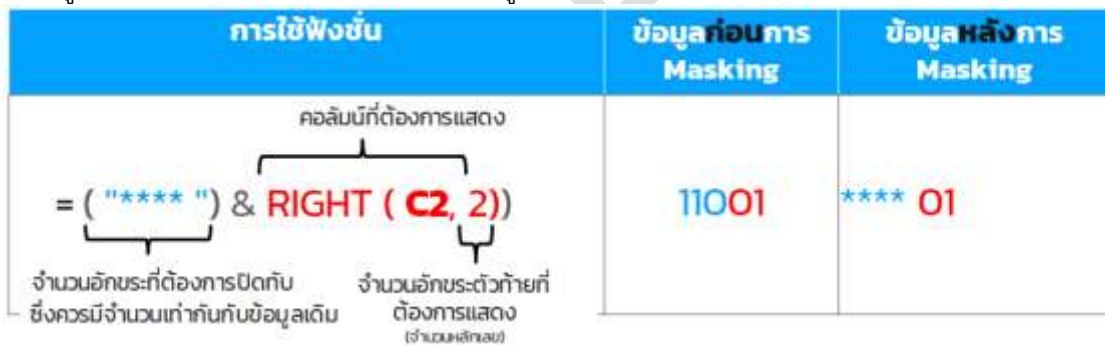 การใช้ฟังชั่น
ข้อมูลก่อนการ
Masking
ข้อมูลหลังการ
Masking
คอลัมน์ที่ต้องการแสดง
= ( "**** ") & RIGHT ( C2, 2))
11001
**** 01
จำนวนอักขระที่ต้องการปิดทับ
ซึ่งควรมีจำนวนเท่ากันกับข้อมูลเดิม
จำนวนอักขระตัวท้ายที่
ต้องการแสดง
(จำนวนหลักเลข)